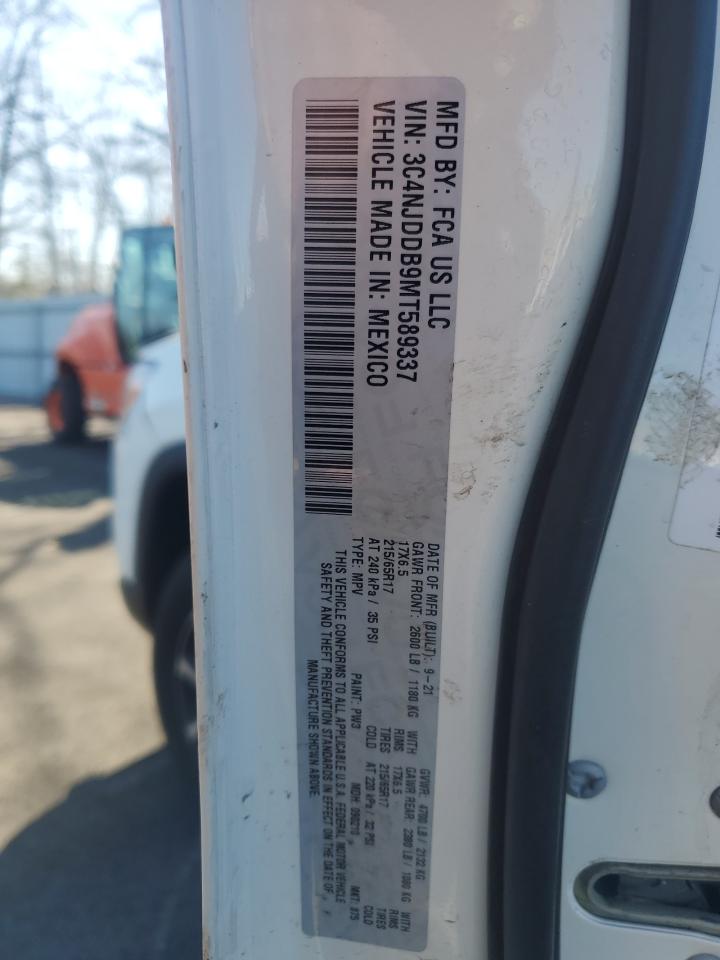 MFD BY: FCA US LLC
VIN: 3C4NJDDB9MT589337
VEHICLE MADE IN: MEXICO
DATE OF MFR (BUILT): 9-21 GVWR: 4700 LB / 2132 KG
GAWR FRONT: 2600 LB / 1180 KG WITH GAWR REAR: 2380 LB / 1080 KG WITH
17X6.5 RIMS 17X6.5 RIMS
215/65R17 TIRES 215/65R17 TIRES
AT 240 kPa / 35 PSI COLD AT 220 kPa / 32 PSI COLD
TYPE: MPV PAINT: PW3 MDH: 090210 MKT: 875
THIS VEHICLE CONFORMS TO ALL APPLICABLE U.S.A. FEDERAL MOTOR VEHICLE
SAFETY AND THEFT PREVENTION STANDARDS IN EFFECT ON THE DATE OF
MANUFACTURE SHOWN ABOVE.